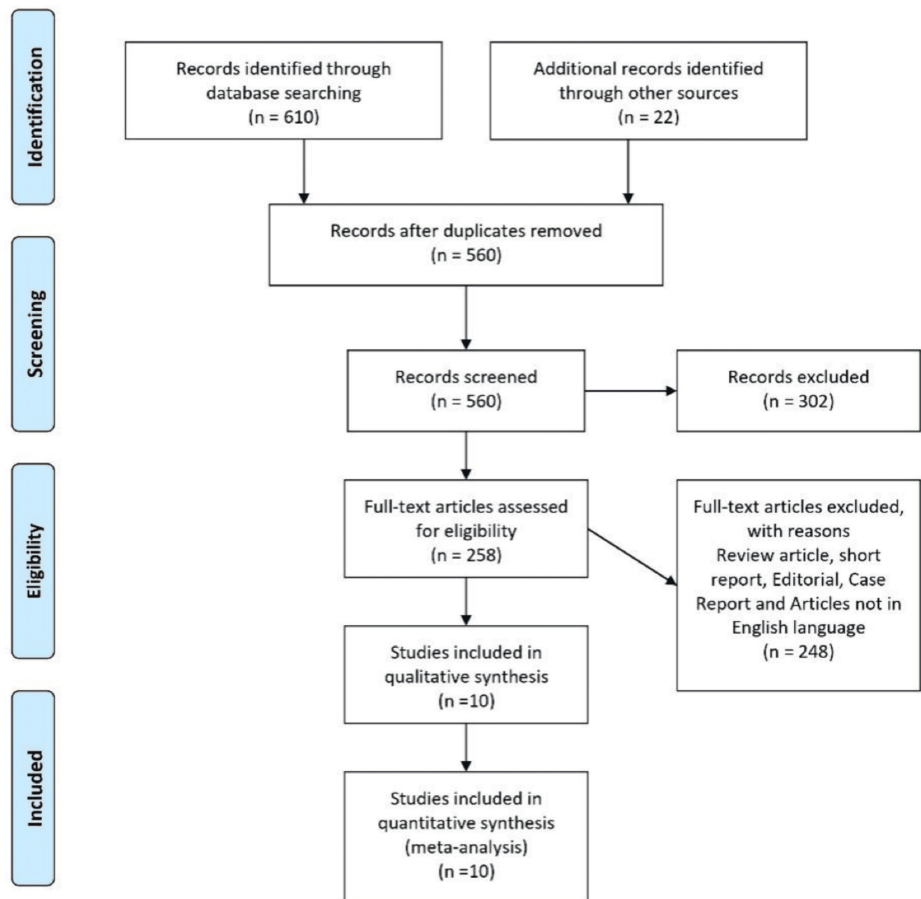 Identification
Records identified through
database searching
(n = 610)
Additional records identified
through other sources
(n = 22)
Records after duplicates removed
(n = 560)
Screening
Records screened
(n = 560)
Records excluded
(n = 302)
Eligibility
Full-text articles assessed
for eligibility
(n = 258)
Full-text articles excluded,
with reasons
Review article, short
report, Editorial, Case
Report and Articles not in
English language
(n = 248)
Studies included in
qualitative synthesis
(n =10)
Included
Studies included in
quantitative synthesis
(meta-analysis)
(n =10)